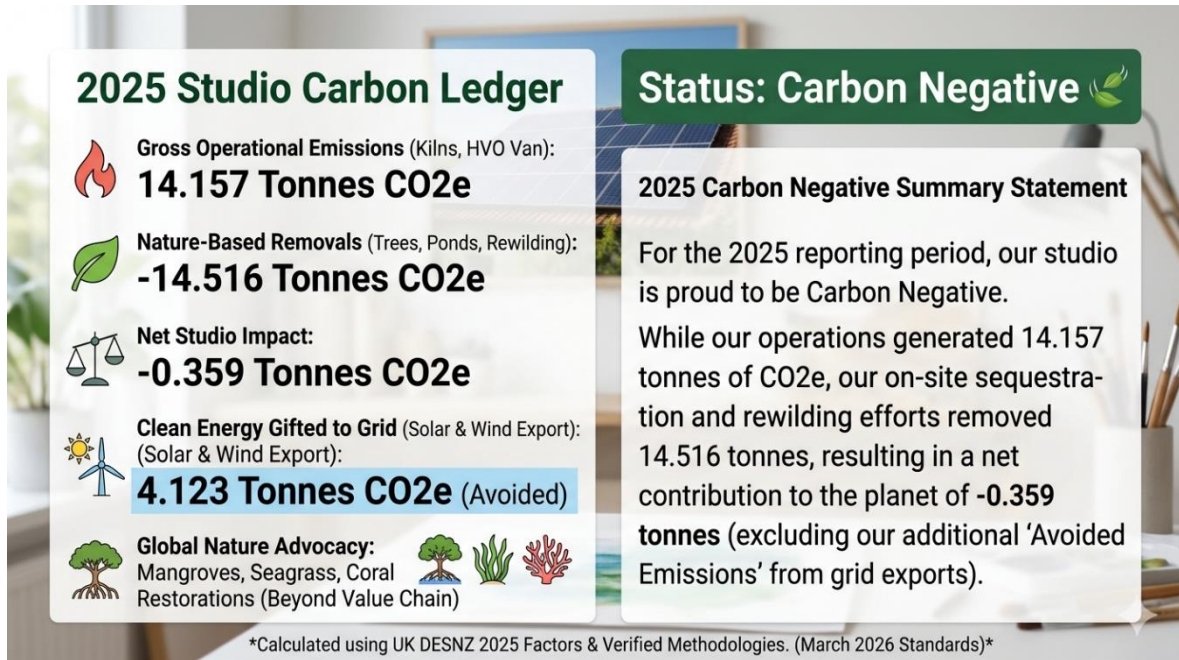 2025 Studio Carbon Ledger
Gross Operational Emissions (Kilns, HVO Van):
14.157 Tonnes CO2e
Nature-Based Removals (Trees, Ponds, Rewilding):
-14.516 Tonnes CO2e
Net Studio Impact:
-0.359 Tonnes CO2e
Clean Energy Gifted to Grid (Solar & Wind Export):
(Solar & Wind Export):
4.123 Tonnes CO2e (Avoided)
Global Nature Advocacy:
Mangroves, Seagrass, Coral
Restorations (Beyond Value Chain)
Status: Carbon Negative
2025 Carbon Negative Summary Statement
For the 2025 reporting period, our studio
is proud to be Carbon Negative.
While our operations generated 14.157
tonnes of CO2e, our on-site sequestra-
tion and rewilding efforts removed
14.516 tonnes, resulting in a net
contribution to the planet of -0.359
tonnes (excluding our additional ‘Avoided
Emissions’ from grid exports).
*Calculated using UK DESNZ 2025 Factors & Verified Methodologies. (March 2026 Standards)*